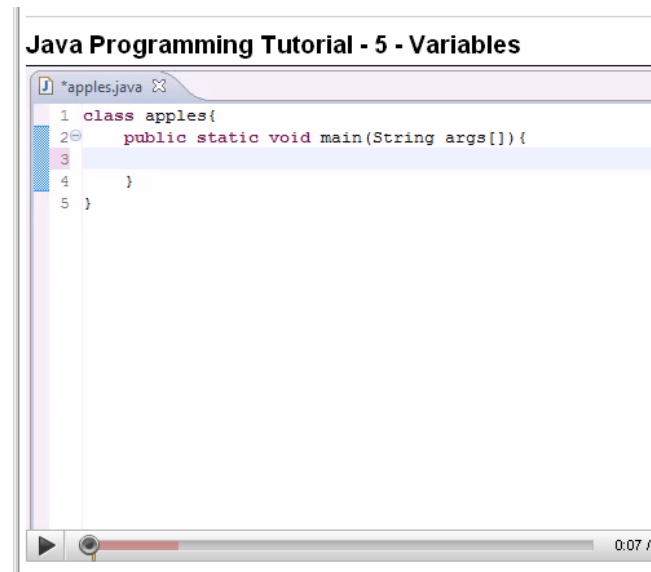 Java Programming Tutorial - 5 - Variables
*apples.java
1 class apples{
2 public static void main(String args[]){
3
4 }
5 }
0:07 /